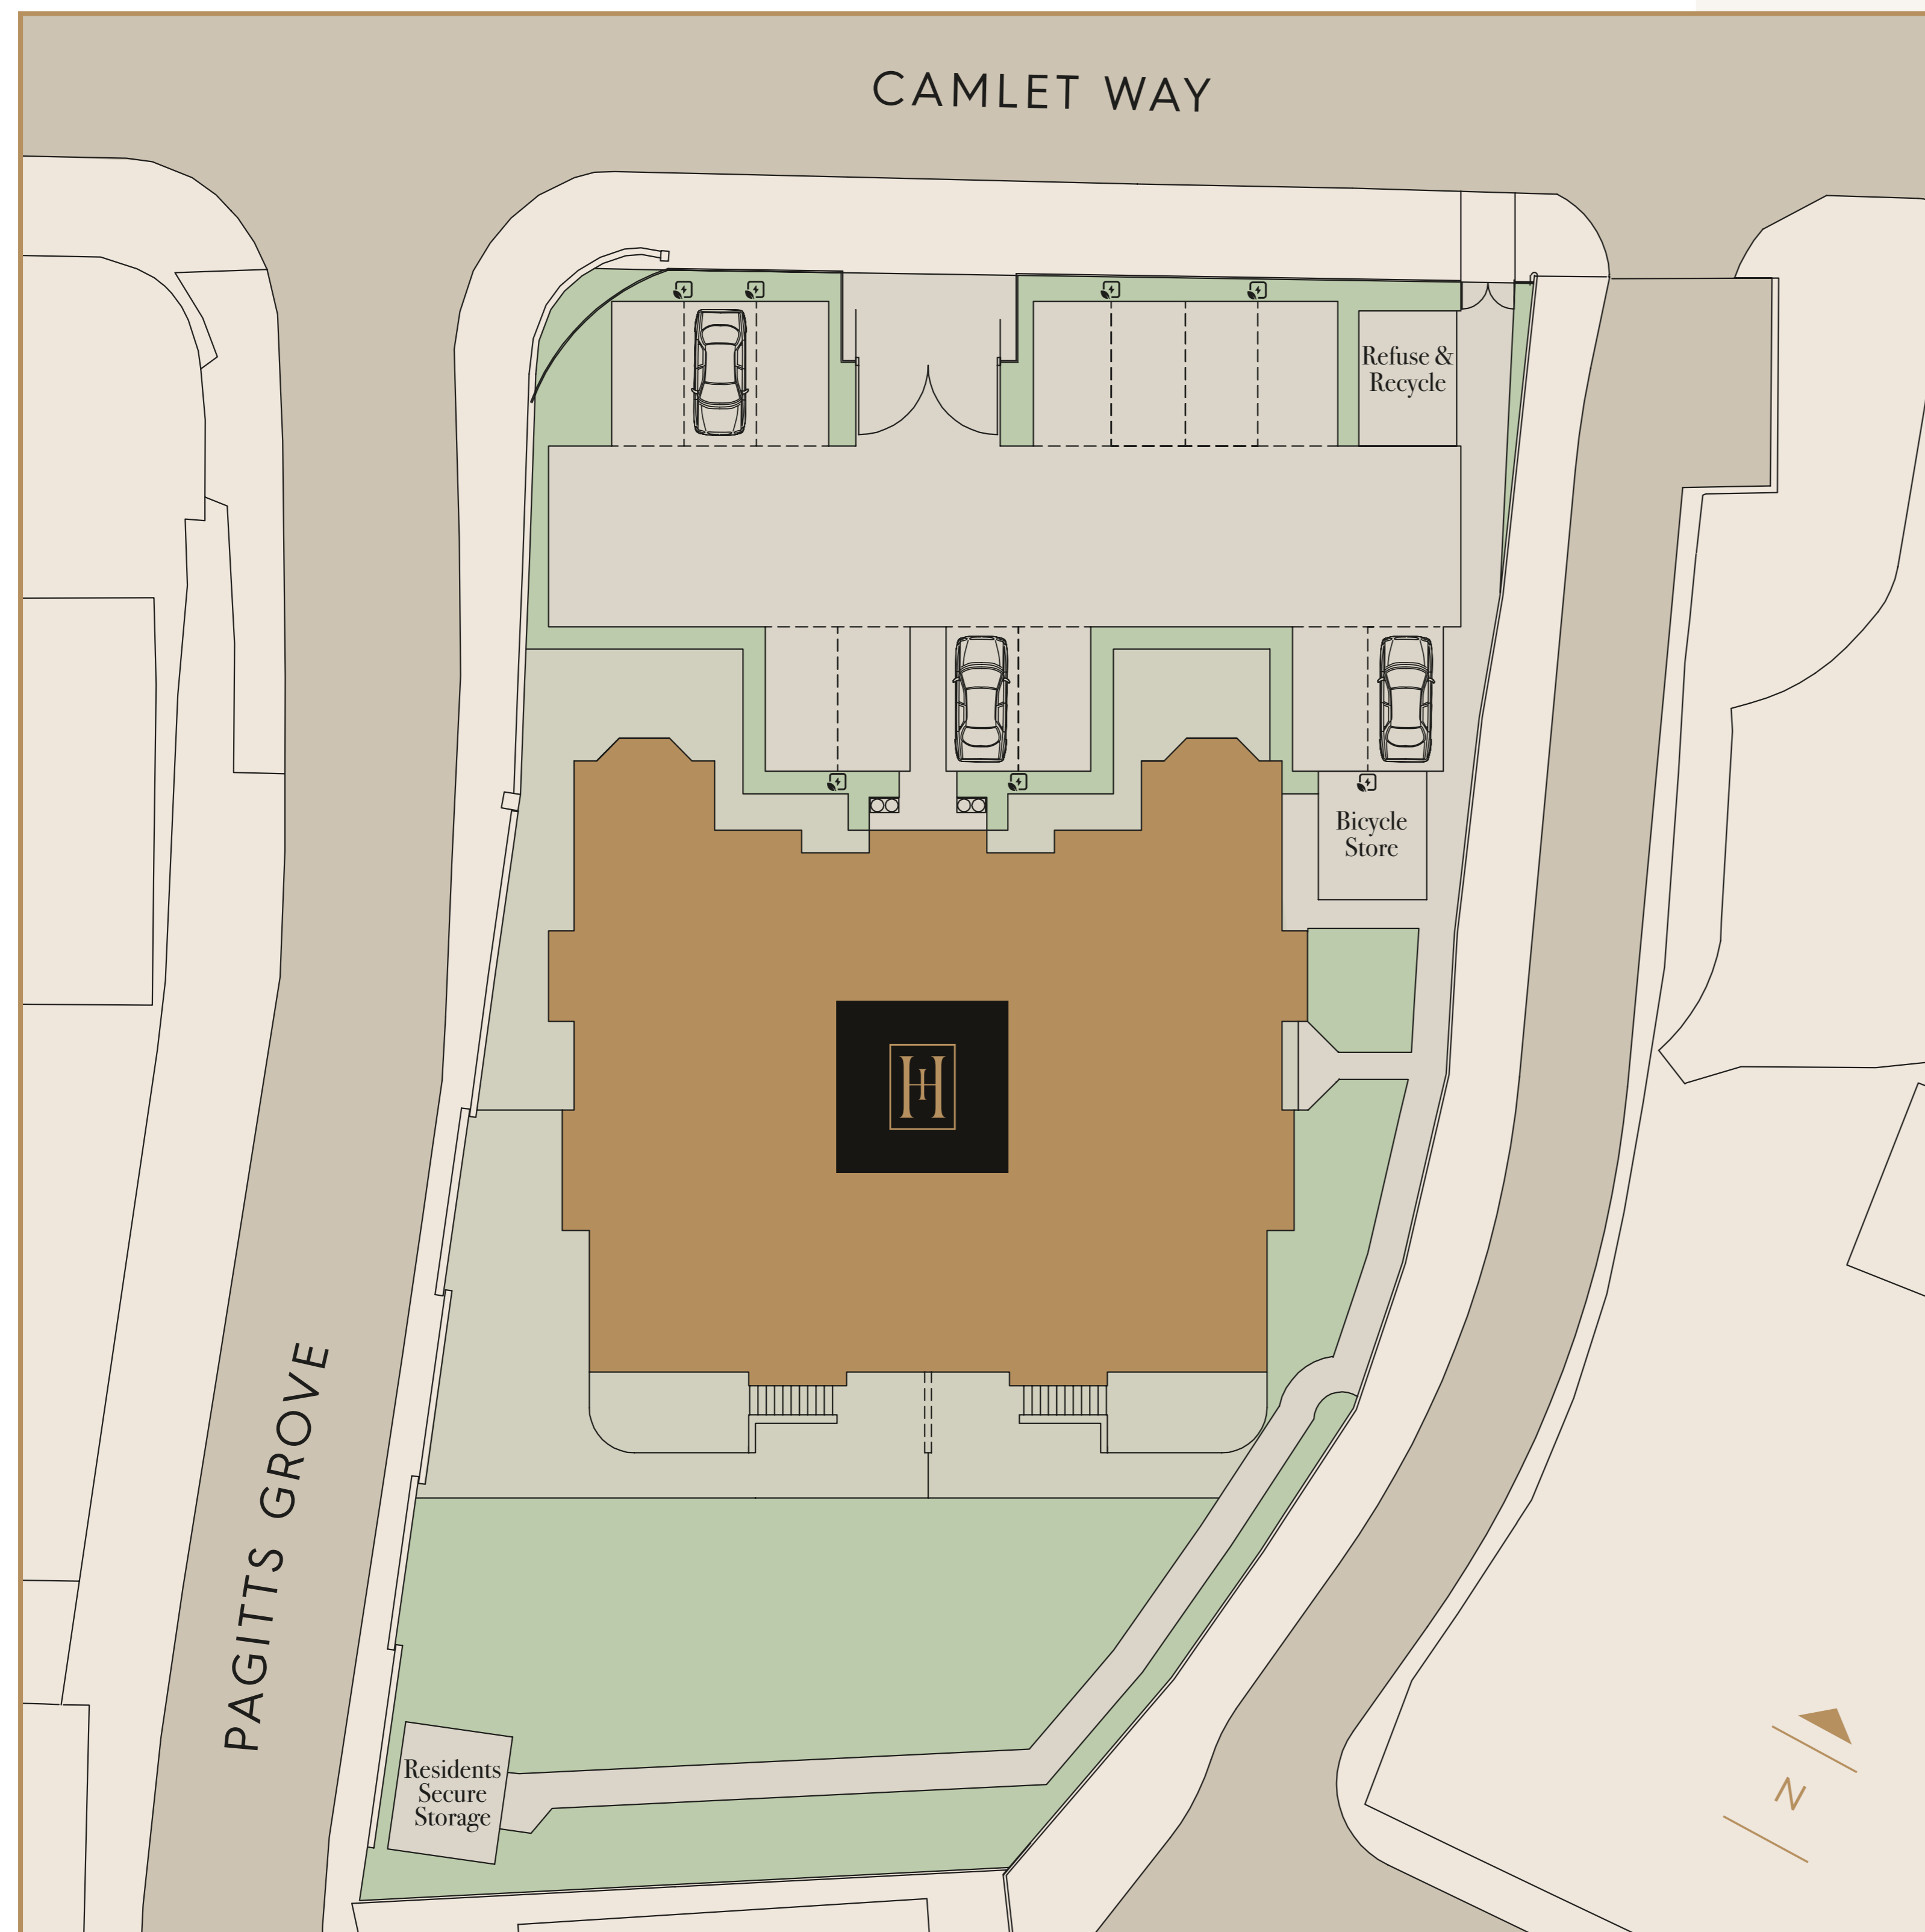 CAMLET WAY
Refuse &
Recycle
Bicycle
Store
H
PAGITTS GROVE
Residents
Secure
Storage
N